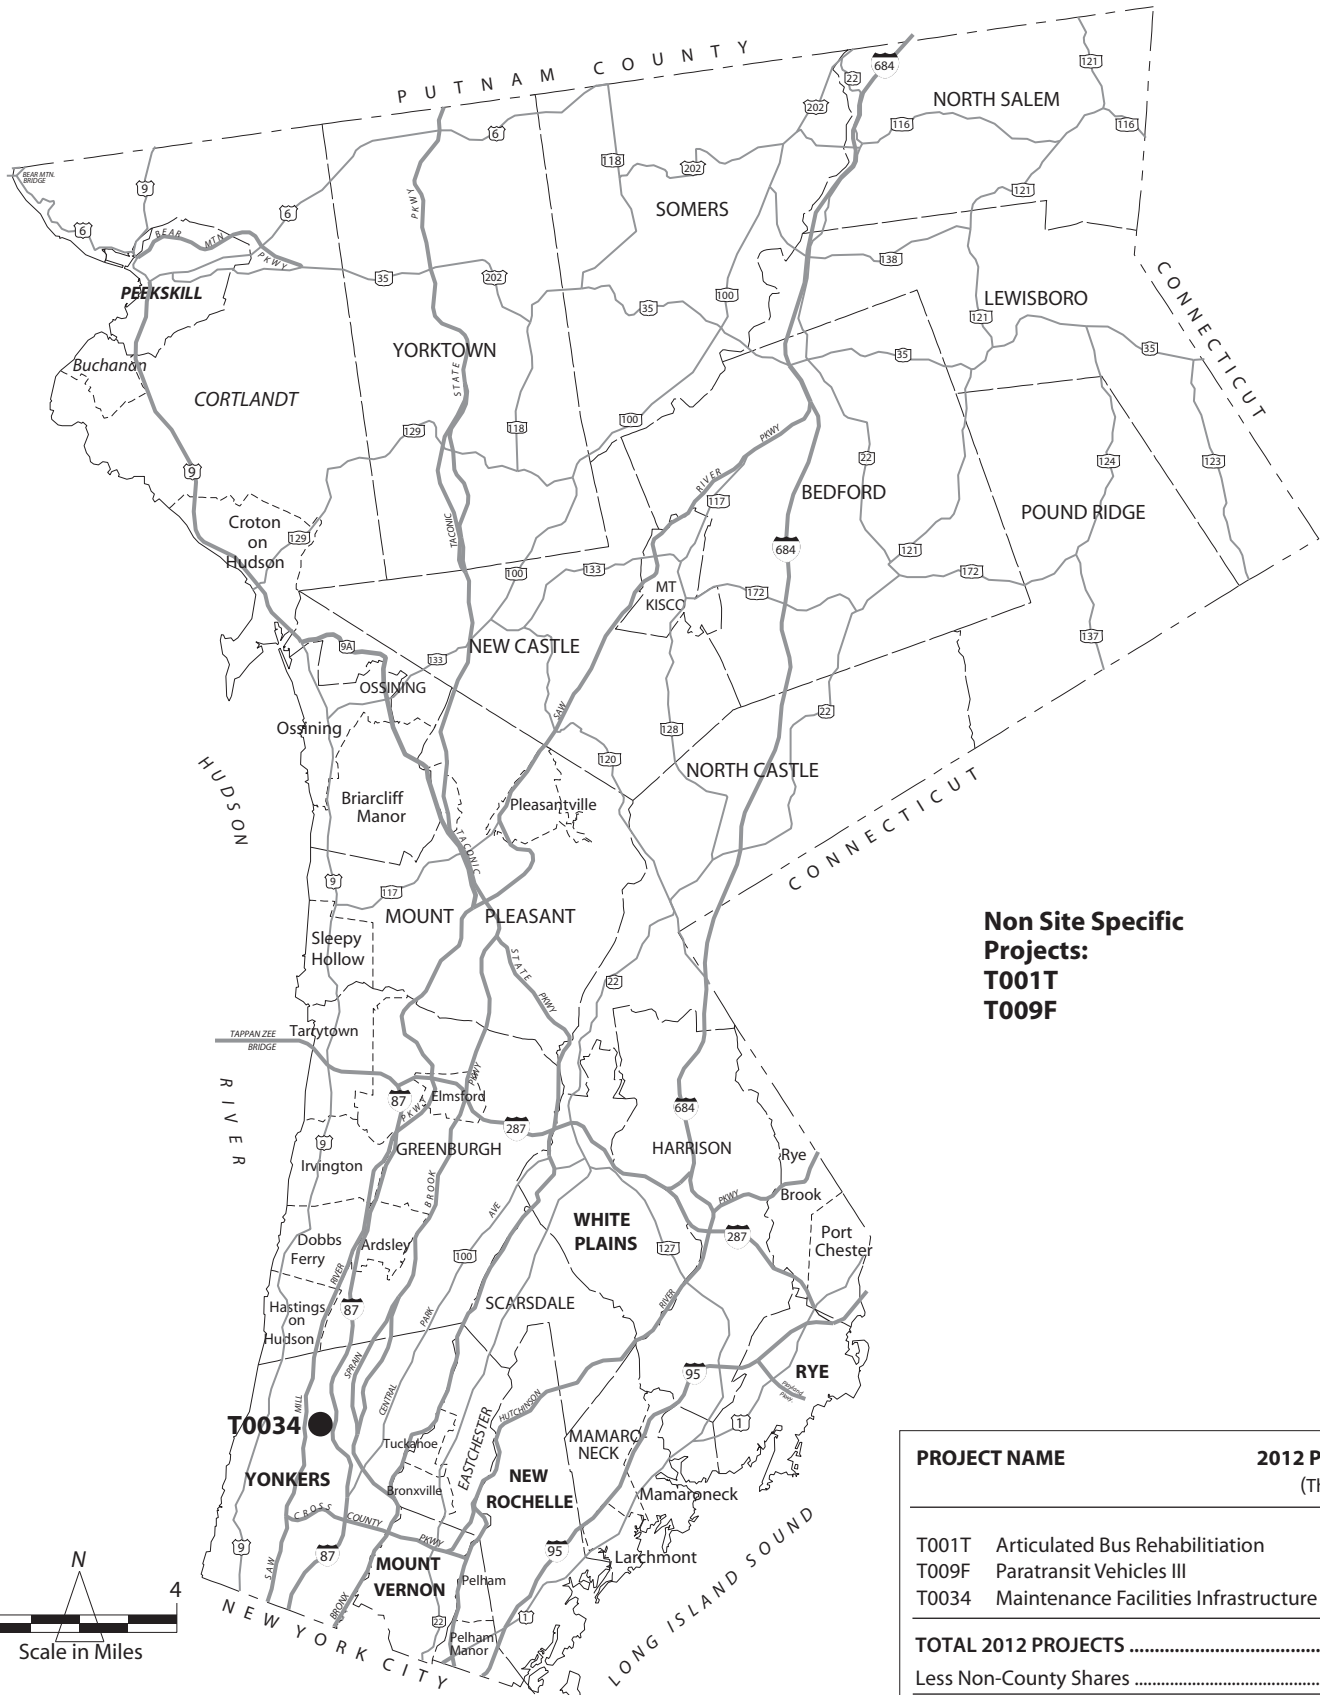 PUTNAM COUNTY
684
22
121
NORTH SALEM
202
116
116
6
118
202
BEAR MTN.
BRIDGE
9
PKWY
121
6
SOMERS
6
BEAR MTN PKWY
138
35
202
PEEKSKILL
100
LEWISBORO
CONNECTICUT
35
121
YORKTOWN
35
35
Buchanan
STATE
CORTLANDT
129
118
100
PKWY
22
124
123
9
RIVER
BEDFORD
117
POUND RIDGE
Croton
on
Hudson
129
TACONIC
684
121
100
133
172
MT
KISCO
172
137
9A
133
NEW CASTLE
OSSINING
SAW
22
Ossining
128
120
HUDSON
NORTH CASTLE
Briarcliff
Manor
Pleasantville
TACONIC
CONNECTICUT
9
117
MOUNT PLEASANT
Non Site Specific
Projects:
T001T
T009F
Sleepy
Hollow
STATE
PKWY
22
TAPPAN ZEE
BRIDGE
Tarrytown
RIVER
PKWY
87
PKWY
Elmsford
684
287
9
GREENBURGH
HARRISON
Rye
Brook
Irvington
BROOK
PKWY
AVE
WHITE
PLAINS
Dobbs
Ferry
Ardsley
100
127
287
Port
Chester
RIVER
Hastings
on
Hudson
87
SCARSDALE
RIVER
PARK
SPRAIN
95
RYE
Playland
Pkwy.
MILL
CENTRAL
HUTCHINSON
T0034
1
Tuckahoe
EASTCHESTER
MAMARO
NECK
YONKERS
NEW
ROCHELLE
Bronxville
Mamaroneck
CROSS COUNTY PKWY
9
87
95
Larchmont
SAW
MOUNT
VERNON
Pelham
BRONX
22
1
Pelham
Manor
NEW YORK CITY
LONG ISLAND SOUND
N
4
Scale in Miles
PROJECT NAME 2012 P
(Th
T001T Articulated Bus Rehabilitiation
T009F Paratransit Vehicles III
T0034 Maintenance Facilities Infrastructure
TOTAL 2012 PROJECTS
Less Non-County Shares